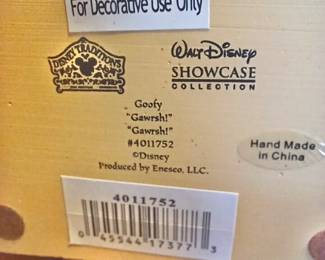 For Decorative Use Only
DISNEY TRADITIONS
WALT DISNEY
SHOWCASE
COLLECTION
Goofy
"Gawrsh!"
"Gawrsh!"
#4011752
©Disney
Produced by Enesco, LLC.
Hand Made
in China
4011752
0 45544 17377 3